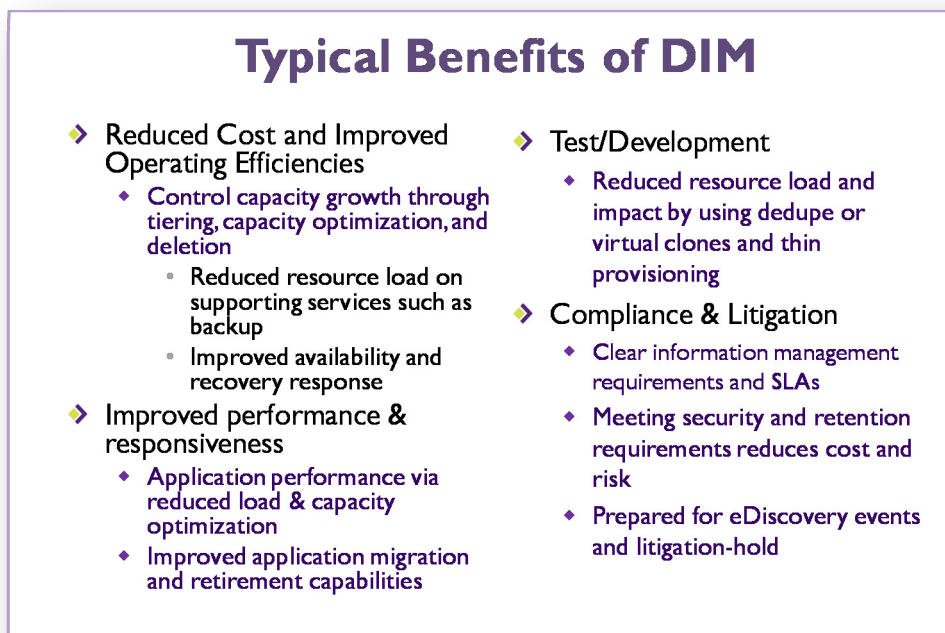 Typical Benefits of DIM
Reduced Cost and Improved
Operating Efficiencies
Control capacity growth through
tiering, capacity optimization, and
deletion
Reduced resource load on
supporting services such as
backup
Improved availability and
recovery response
Improved performance &
responsiveness
Application performance via
reduced load & capacity
optimization
Improved application migration
and retirement capabilities
Test/Development
Reduced resource load and
impact by using dedupe or
virtual clones and thin
provisioning
Compliance & Litigation
Clear information management
requirements and SLAs
Meeting security and retention
requirements reduces cost and
risk
Prepared for eDiscovery events
and litigation-hold